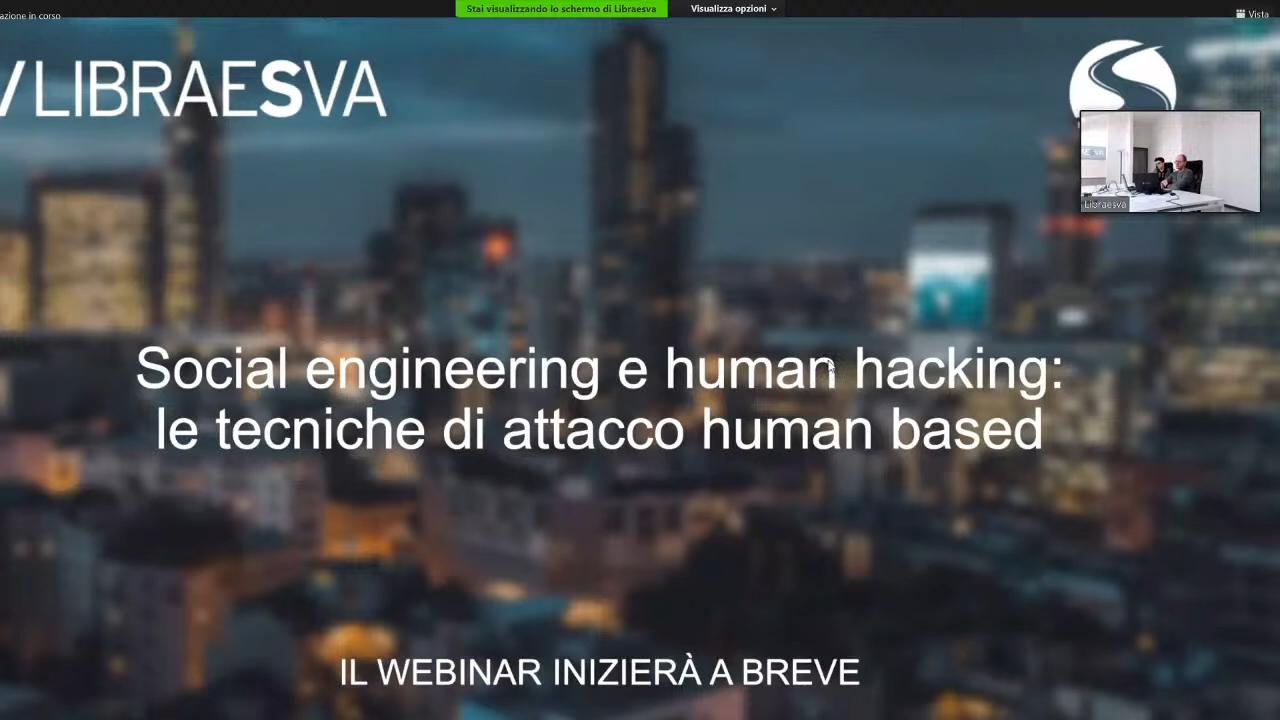 azione in corso
Stai visualizzando lo schermo di Libraesva
Visualizza opzioni
Vista
LIBRAESVA
Libraesva
Social engineering e human hacking:
le tecniche di attacco human based
IL WEBINAR INIZIERÀ A BREVE